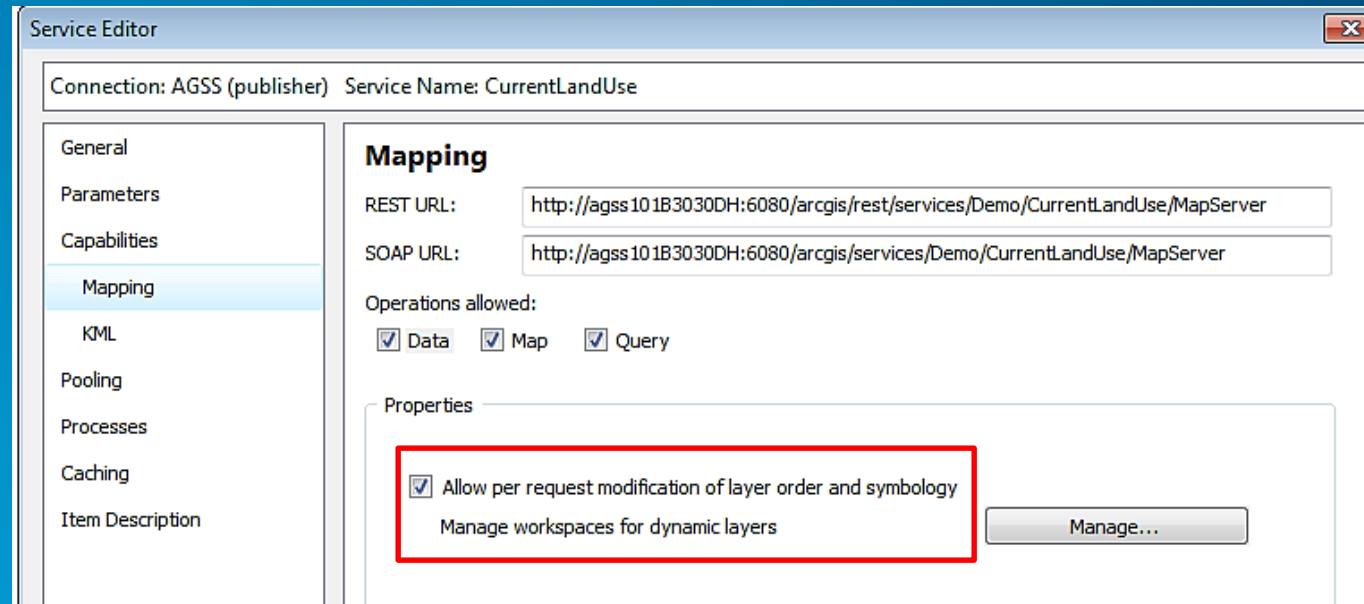 Service Editor
Connection: AGSS (publisher) Service Name: CurrentLandUse
General
Parameters
Capabilities
Mapping
KML
Pooling
Processes
Caching
Item Description
Mapping
REST URL: http://agss101B3030DH:6080/arcgis/rest/services/Demo/CurrentLandUse/MapServer
SOAP URL: http://agss101B3030DH:6080/arcgis/services/Demo/CurrentLandUse/MapServer
Operations allowed:
Data Map Query
Properties
Allow per request modification of layer order and symbology
Manage workspaces for dynamic layers Manage...